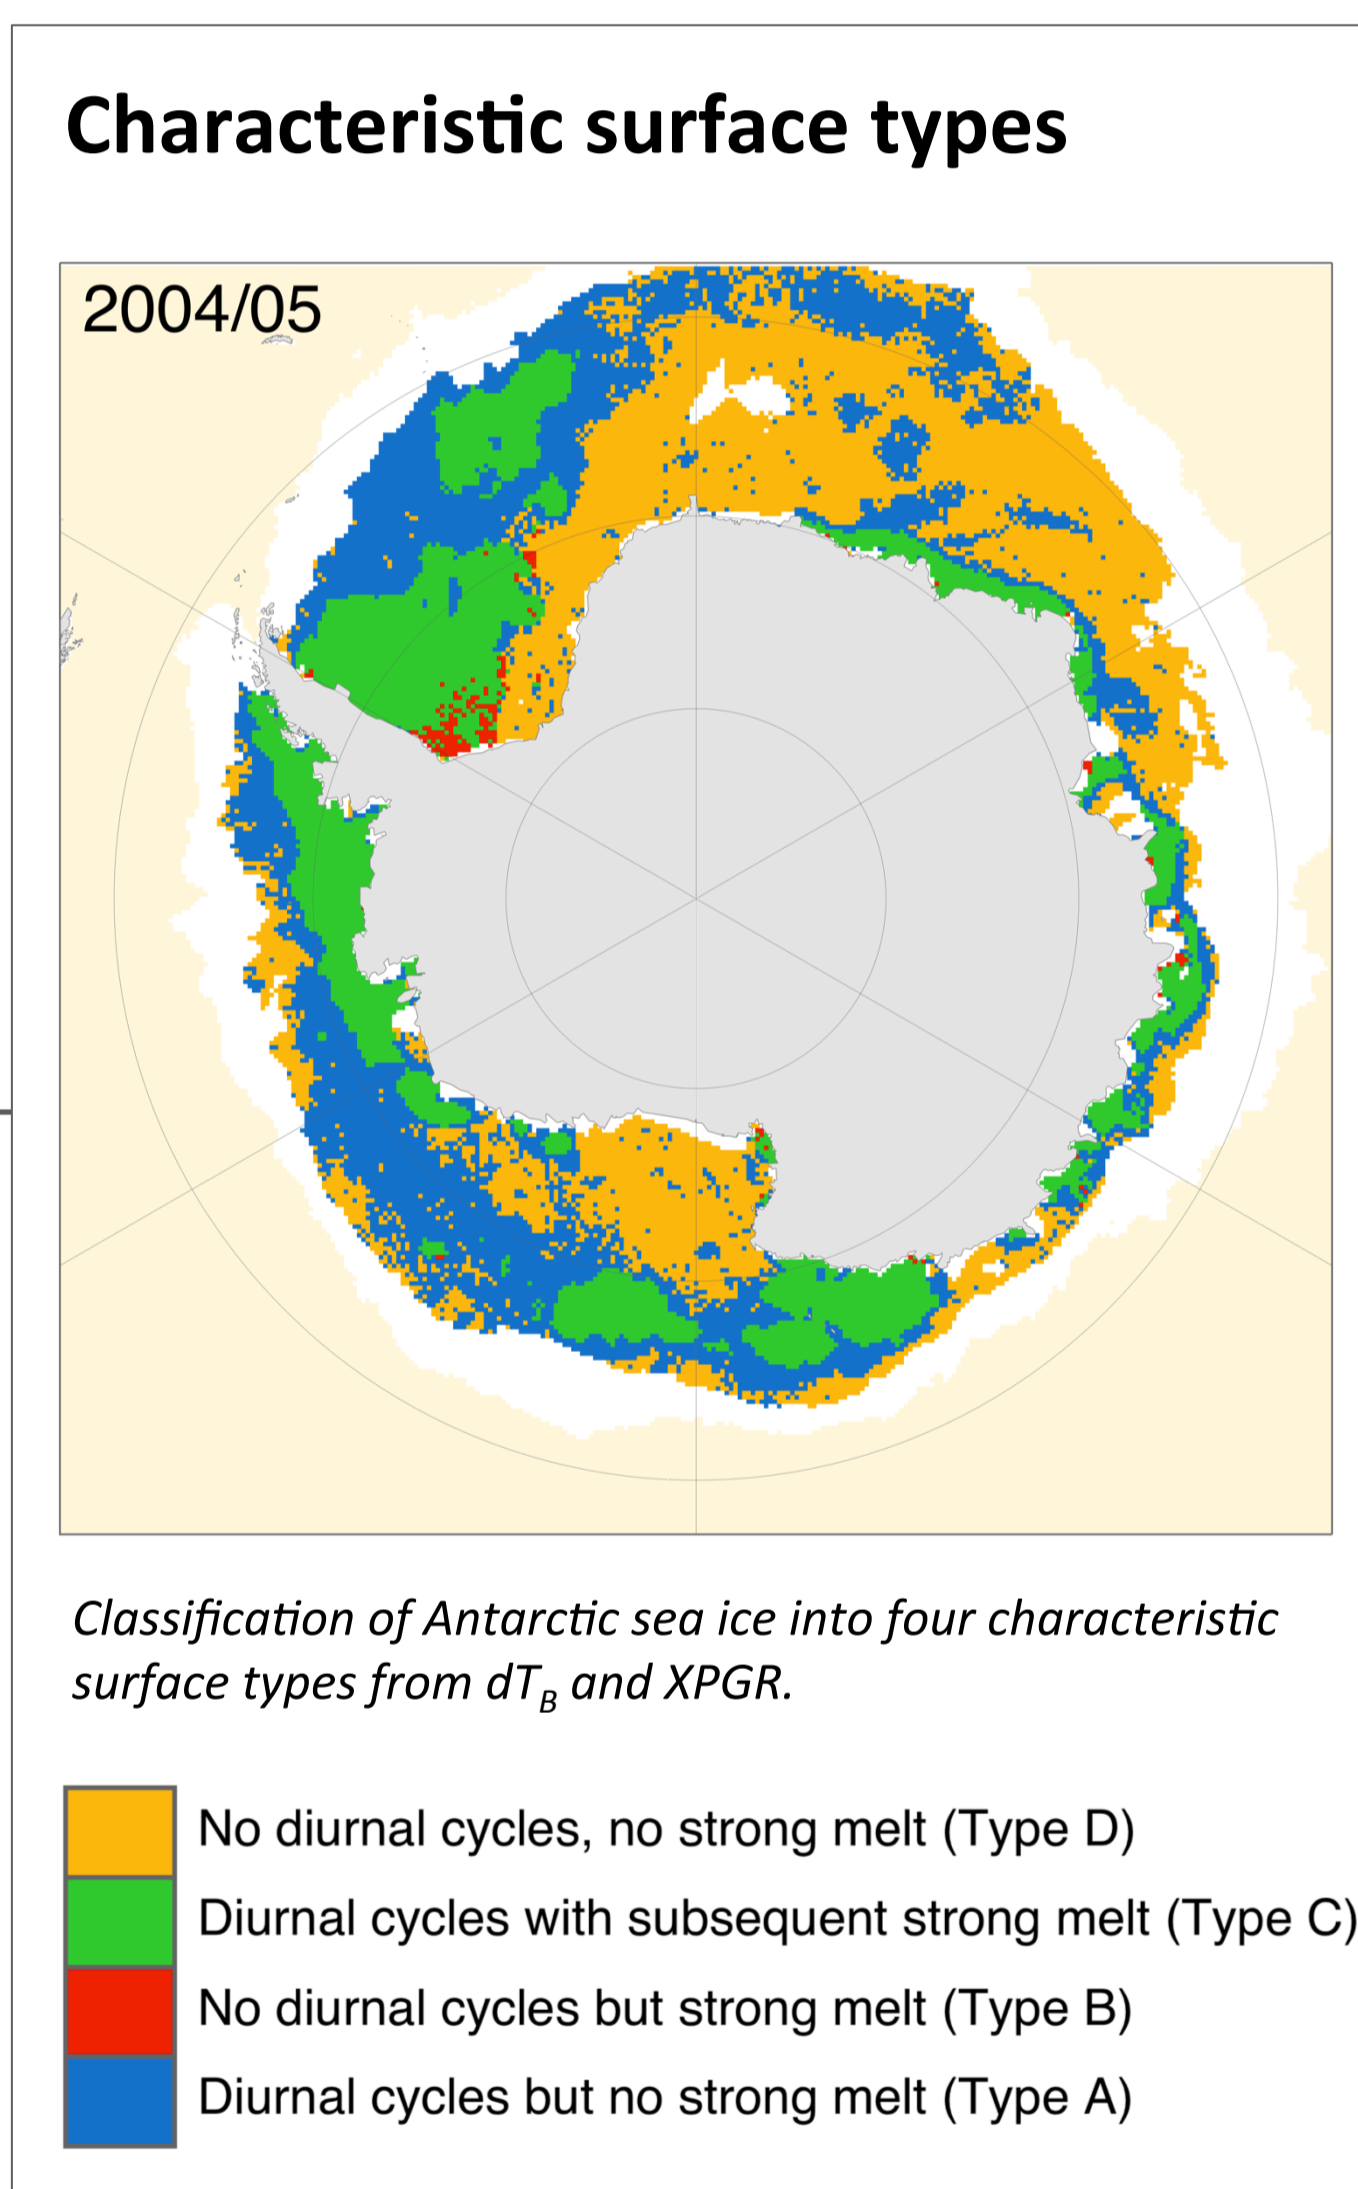 Characteristic surface types
2004/05
Classification of Antarctic sea ice into four characteristic
surface types from dT_B and XPGR.
No diurnal cycles, no strong melt (Type D)
Diurnal cycles with subsequent strong melt (Type C)
No diurnal cycles but strong melt (Type B)
Diurnal cycles but no strong melt (Type A)